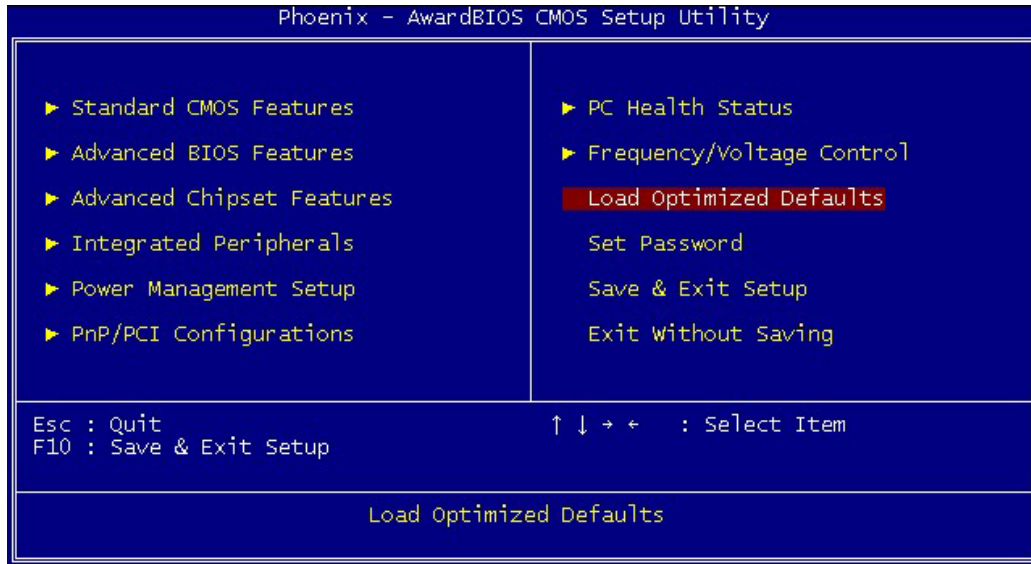 Phoenix - AwardBIOS CMOS Setup Utility
► Standard CMOS Features
► Advanced BIOS Features
► Advanced Chipset Features
► Integrated Peripherals
► Power Management Setup
► PnP/PCI Configurations
► PC Health Status
► Frequency/Voltage Control
Load Optimized Defaults
Set Password
Save & Exit Setup
Exit Without Saving
Esc : Quit
F10 : Save & Exit Setup
↑ ↓ → ← : Select Item
Load Optimized Defaults